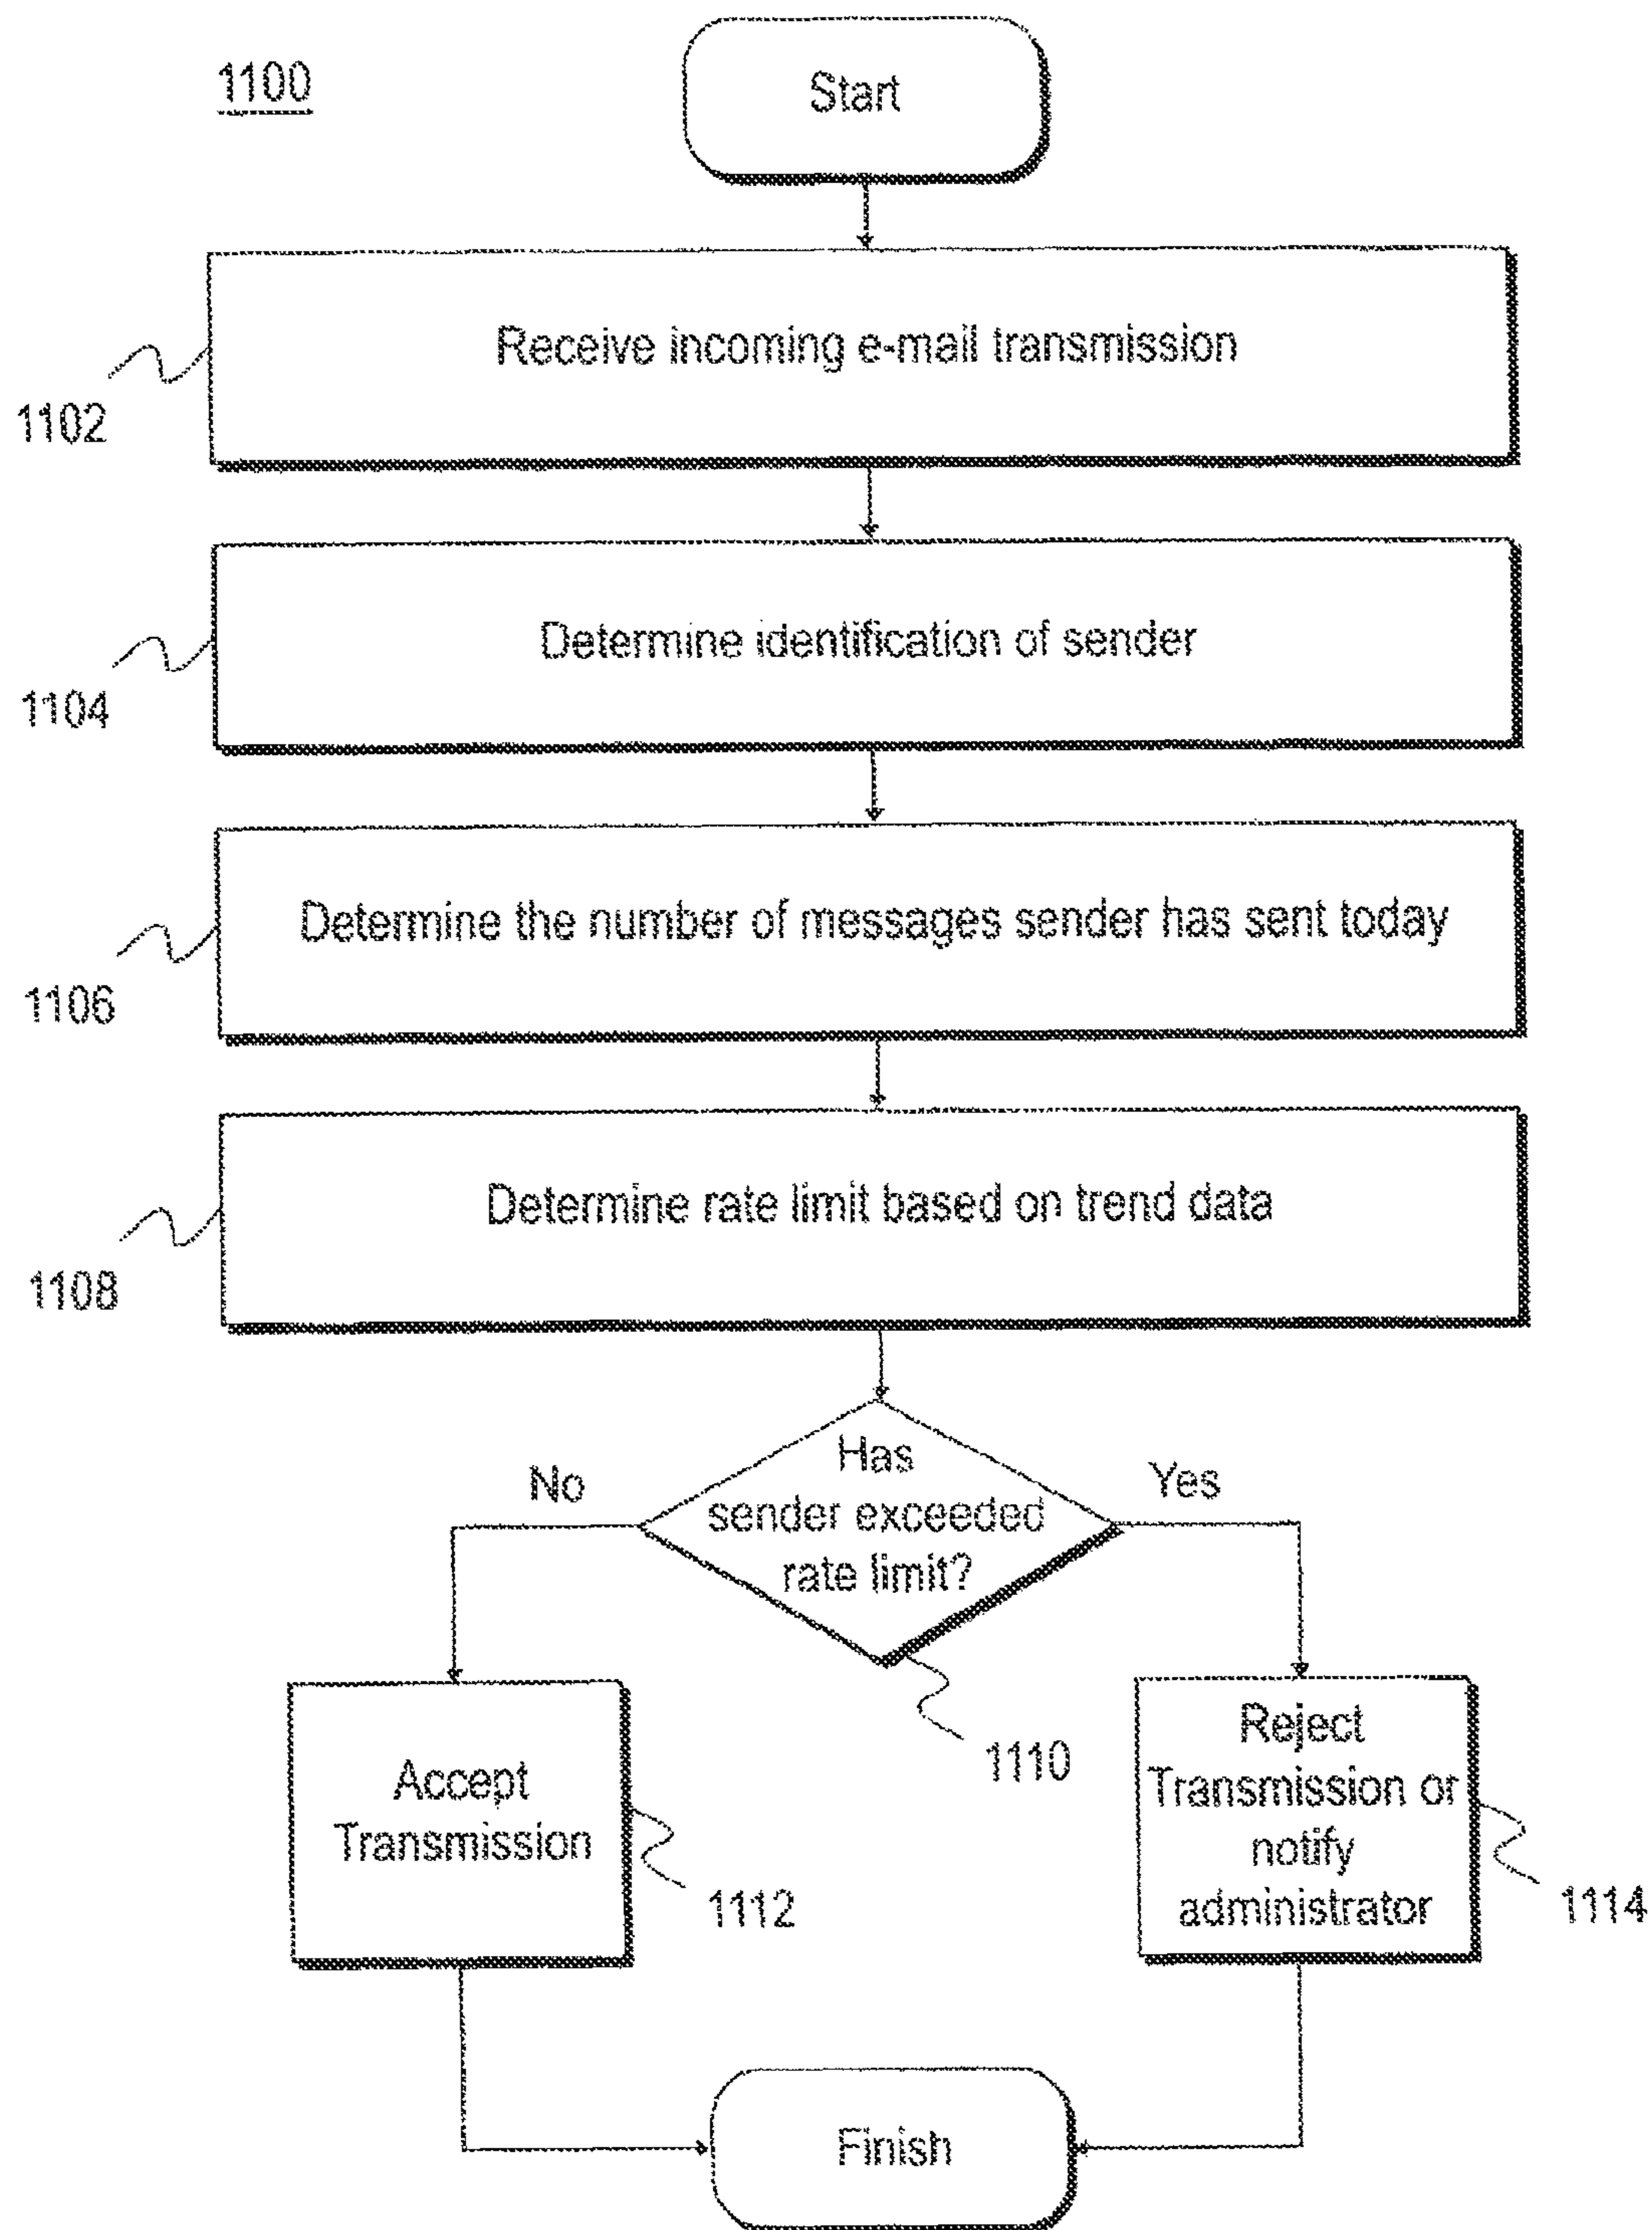 1100
Start
Receive incoming e-mail transmission
1102
Determine identification of sender
1104
Determine the number of messages sender has sent today
1106
Determine rate limit based on trend data
1108
Has
sender exceeded
rate limit?
No
Yes
1110
Accept
Transmission
1112
Reject
Transmission or
notify
administrator
1114
Finish